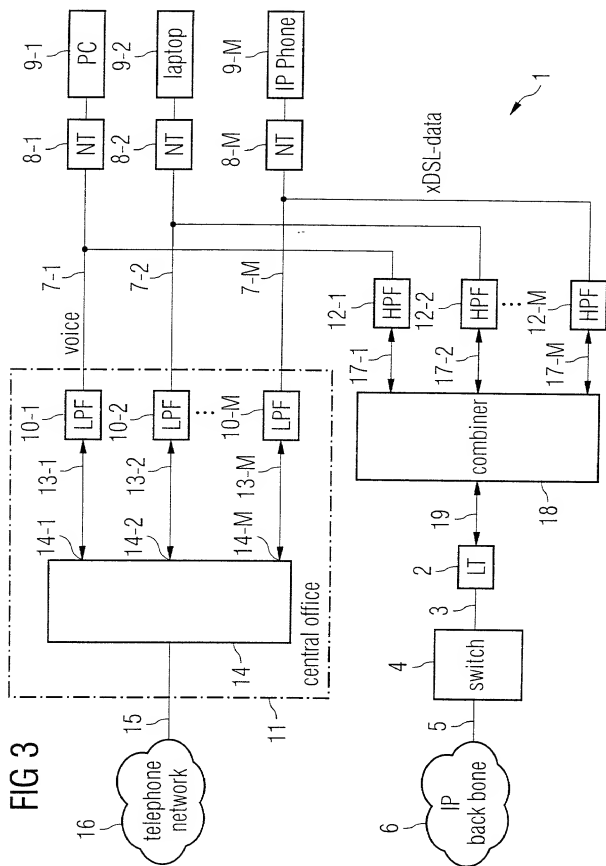 FIG 3
9-1
PC
9-2
laptop
9-M
IP Phone
8-1
NT
8-2
NT
8-M
NT
1
voice
7-1
7-2
7-M
xDSL-data
10-1
LPF
10-2
LPF
10-M
LPF
13-1
13-2
13-M
14-1
14-2
14-M
14
central office
11
15
16
telephone
network
12-1
HPF
12-2
HPF
12-M
HPF
17-1
17-2
17-M
combiner
18
19
2
LT
3
4
switch
5
6
IP
back bone